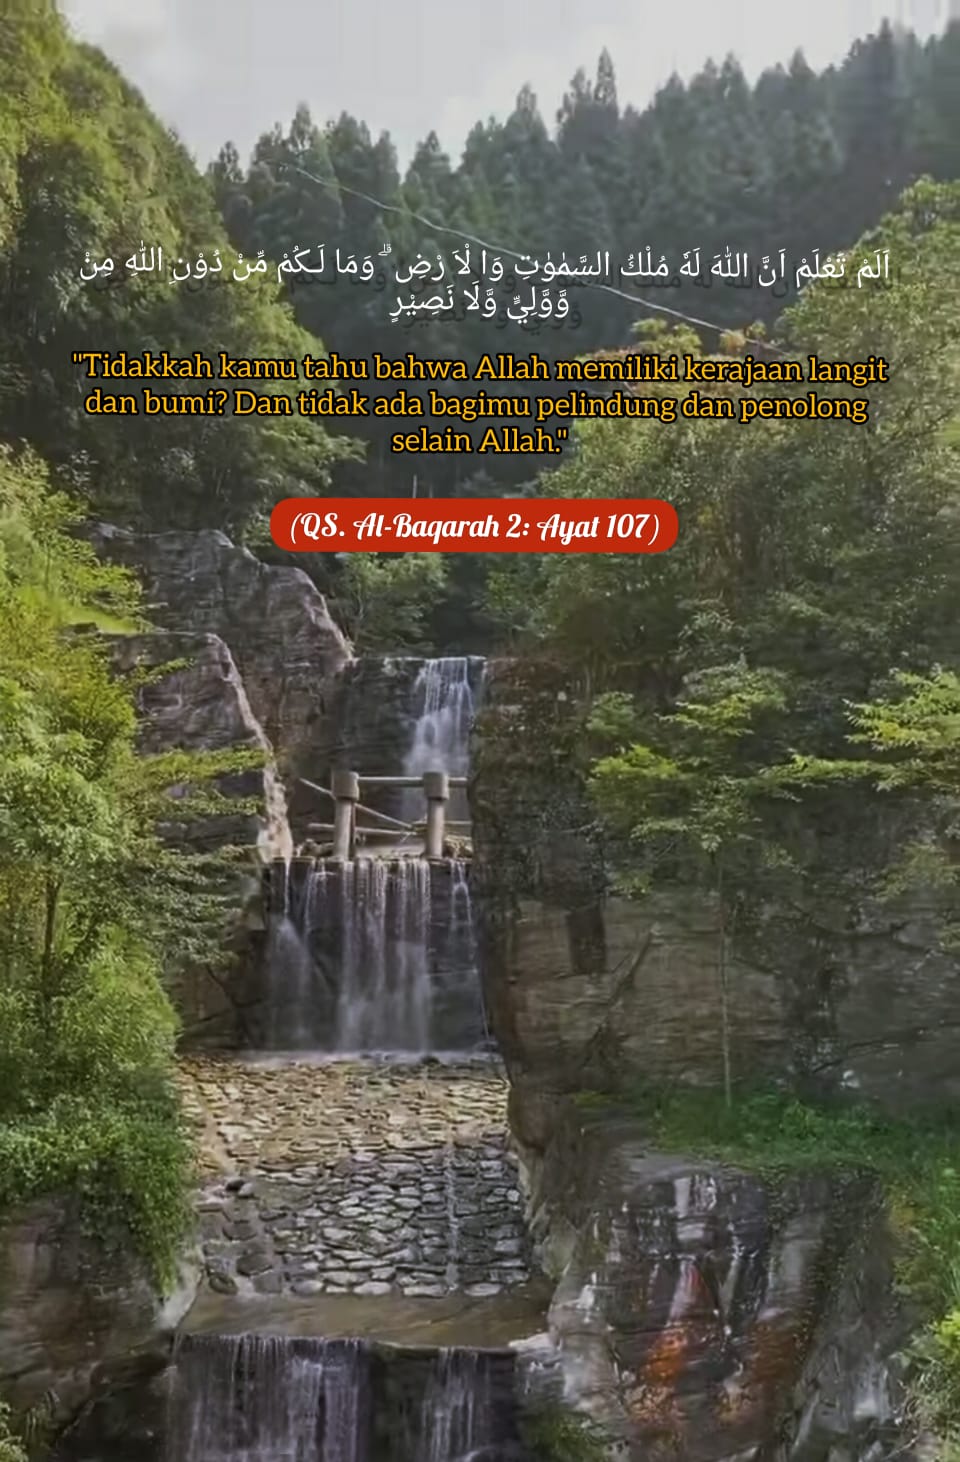 اَلَمْ تَعْلَمْ اَنَّ اللّٰهَ لَهٗ مُلْكُ السَّمٰوٰتِ وَا لْاَ رْضِ ۗ وَمَا لَـكُمْ مِّنْ دُوْنِ اللّٰهِ مِنْ
وَّوَّلِيٍّ وَّلَا نَصِيْرٍ
"Tidakkah kamu tahu bahwa Allah memiliki kerajaan langit
dan bumi? Dan tidak ada bagimu pelindung dan penolong
selain Allah."
(QS. Al-Baqarah 2: Ayat 107)